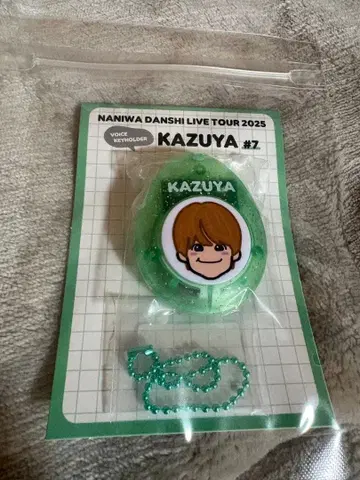 NANIWA DANSHI LIVE TOUR 2025
VOICE
KEYHOLDER
KAZUYA #7
KAZUYA